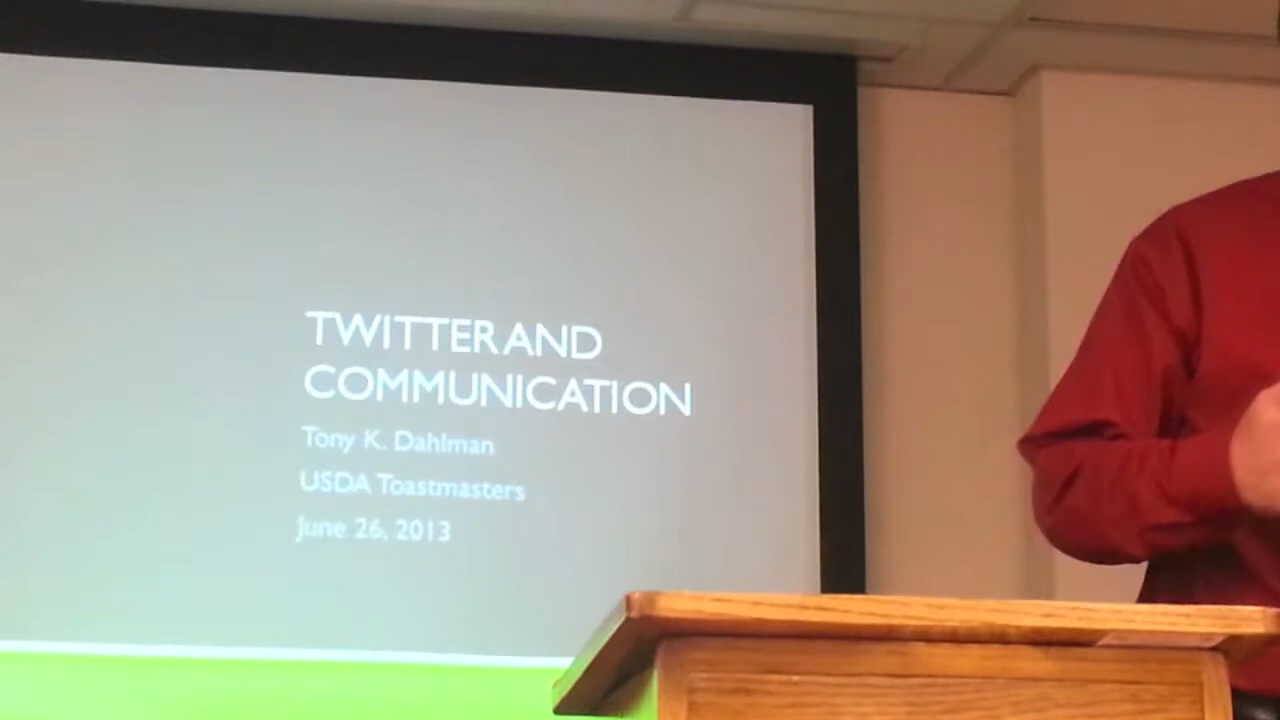 TWITTER AND
COMMUNICATION
Tony K. Dahlman
USDA Toastmasters
June 26, 2013